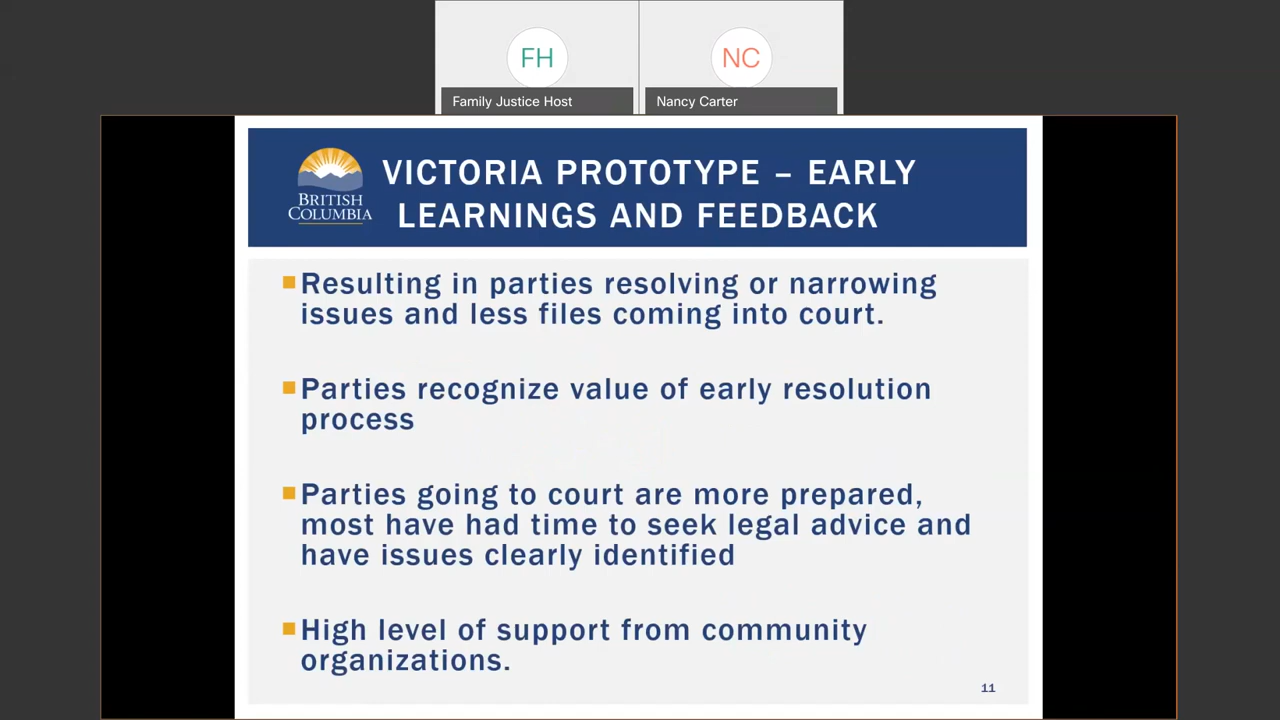 FH
NC
Family Justice Host
Nancy Carter
BRITISH
COLUMBIA
VICTORIA PROTOTYPE – EARLY
LEARNINGS AND FEEDBACK
Resulting in parties resolving or narrowing
issues and less files coming into court.
Parties recognize value of early resolution
process
Parties going to court are more prepared,
most have had time to seek legal advice and
have issues clearly identified
High level of support from community
organizations.
11